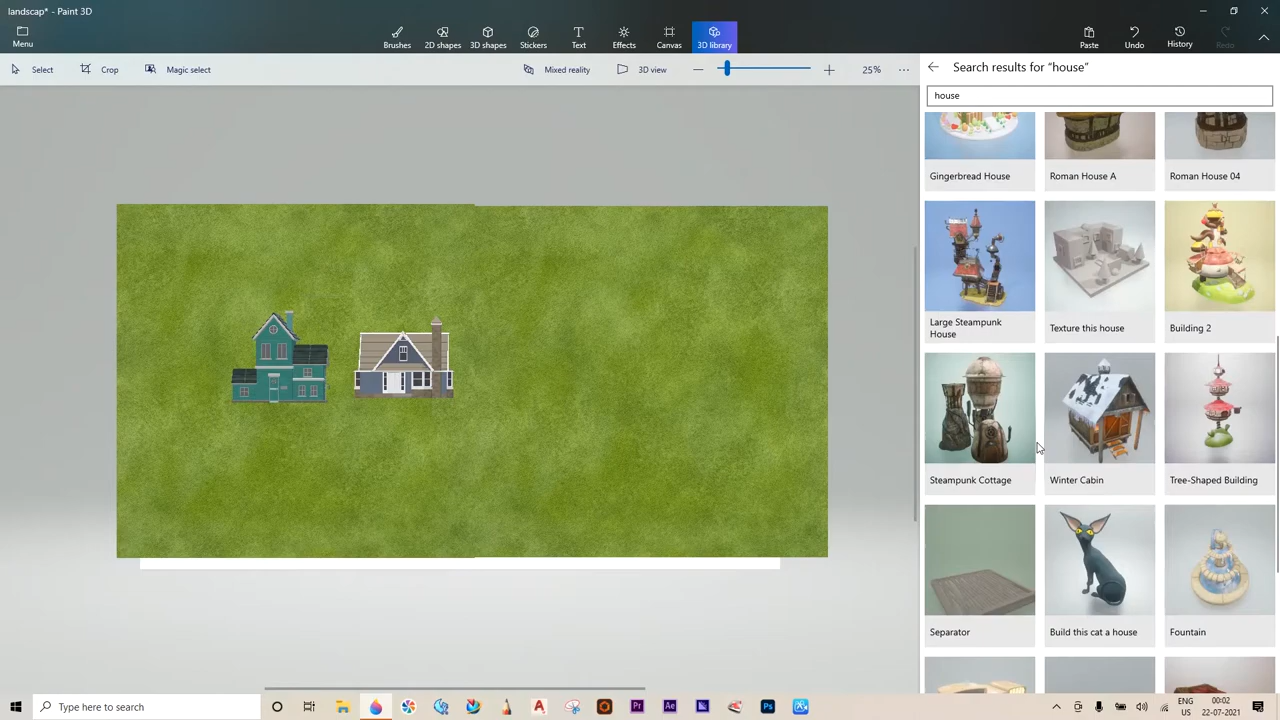 landscap* - Paint 3D
Menu
Brushes
2D shapes
3D shapes
Stickers
Text
Effects
Canvas
3D library
Paste
Undo
History
Redo
Select
Crop
Magic select
Mixed reality
3D view
25%
Search results for “house”
house
Gingerbread House
Roman House A
Roman House 04
Large Steampunk
House
Texture this house
Building 2
Steampunk Cottage
Winter Cabin
Tree-Shaped Building
Separator
Build this cat a house
Fountain
Type here to search
ENG
US
00:02
22-07-2021